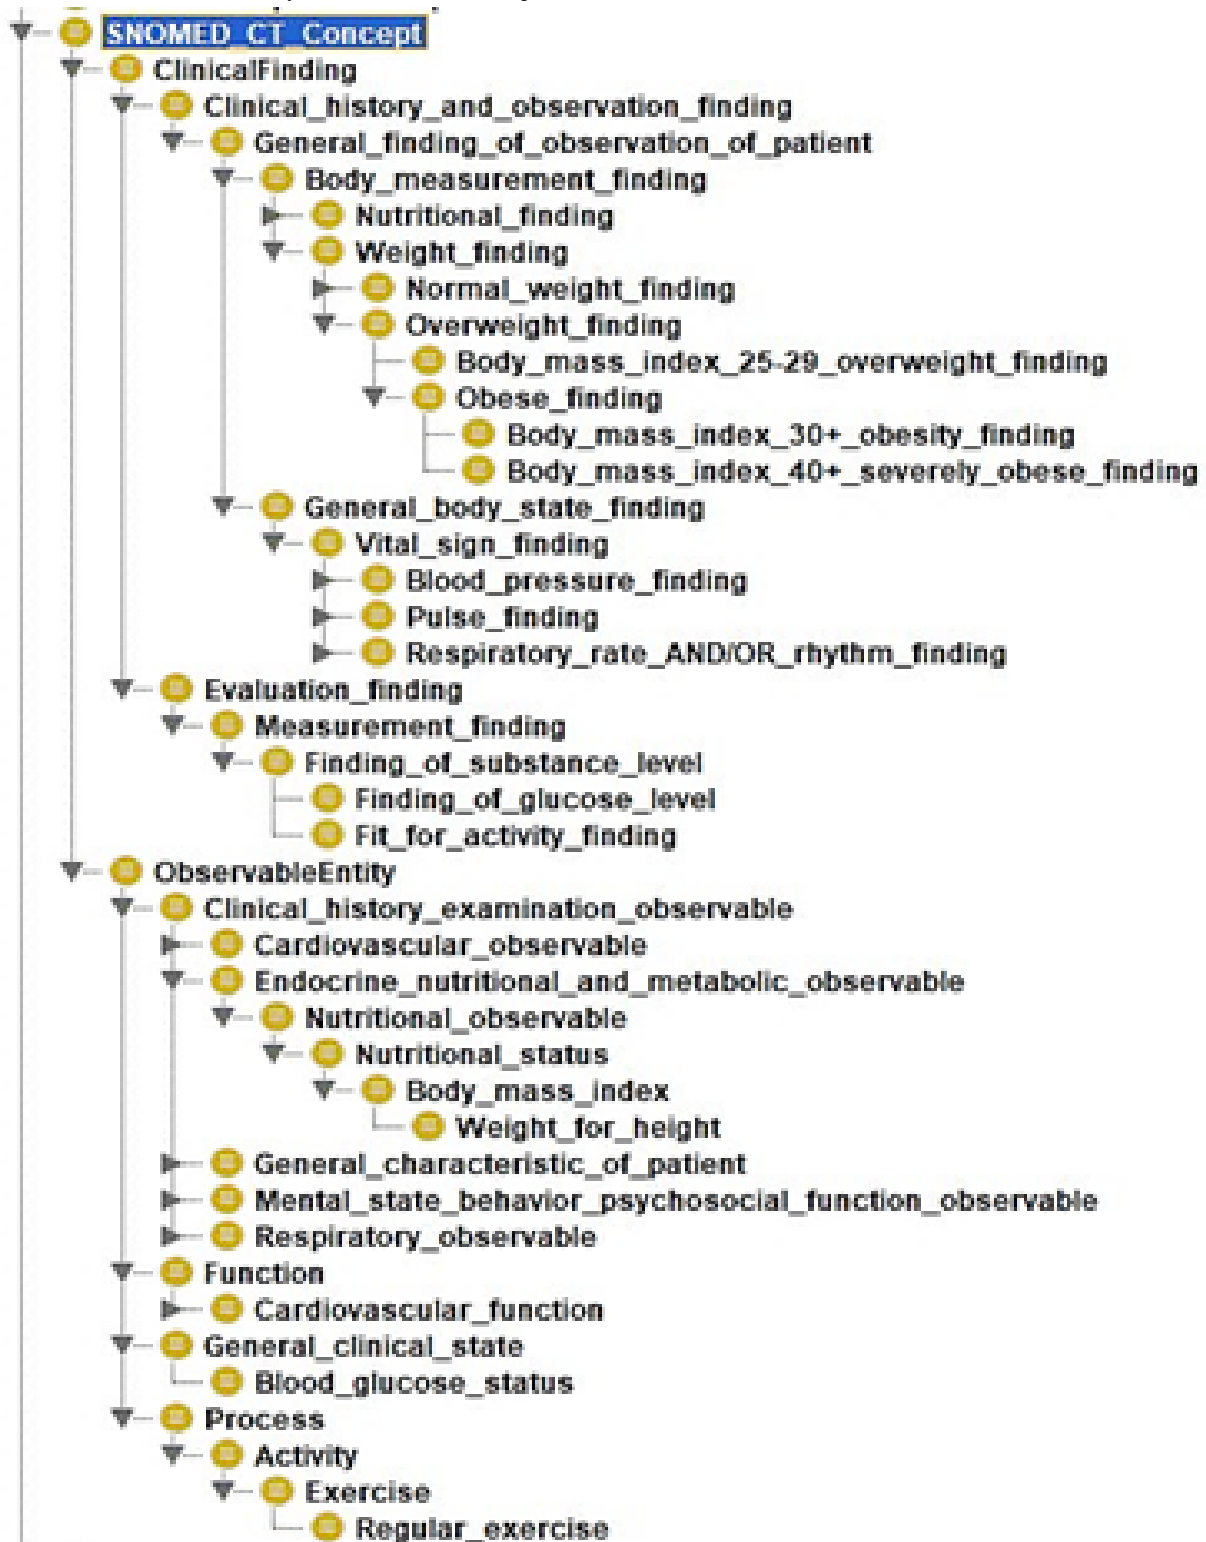 SNOMED_CT_Concept
ClinicalFinding
Clinical_history_and_observation_finding
General_finding_of_observation_of_patient
Body_measurement_finding
Nutritional_finding
Weight_finding
Normal_weight_finding
Overweight_finding
Body_mass_index_25-29_overweight_finding
Obese_finding
Body_mass_index_30+_obesity_finding
Body_mass_index_40+_severely_obese_finding
General_body_state_finding
Vital_sign_finding
Blood_pressure_finding
Pulse_finding
Respiratory_rate_AND/OR_rhythm_finding
Evaluation_finding
Measurement_finding
Finding_of_substance_level
Finding_of_glucose_level
Fit_for_activity_finding
ObservableEntity
Clinical_history_examination_observable
Cardiovascular_observable
Endocrine_nutritional_and_metabolic_observable
Nutritional_observable
Nutritional_status
Body_mass_index
Weight_for_height
General_characteristic_of_patient
Mental_state_behavior_psychosocial_function_observable
Respiratory_observable
Function
Cardiovascular_function
General_clinical_state
Blood_glucose_status
Process
Activity
Exercise
Regular_exercise